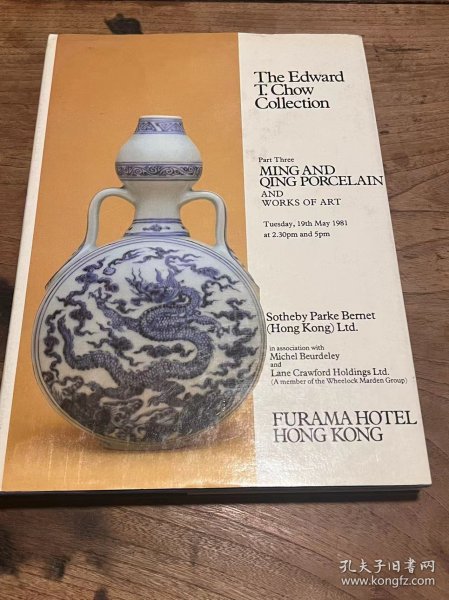 The Edward
T. Chow
Collection
Part Three
MING AND
QING PORCELAIN
AND
WORKS OF ART
Tuesday, 19th May 1981
at 2.30pm and 5pm
Sotheby Parke Bernet
(Hong Kong) Ltd.
in association with
Michel Beurdeley
and
Lane Crawford Holdings Ltd.
(A member of the Wheelock Marden Group)
FURAMA HOTEL
HONG KONG
孔夫子旧书网
www.kongfz.com